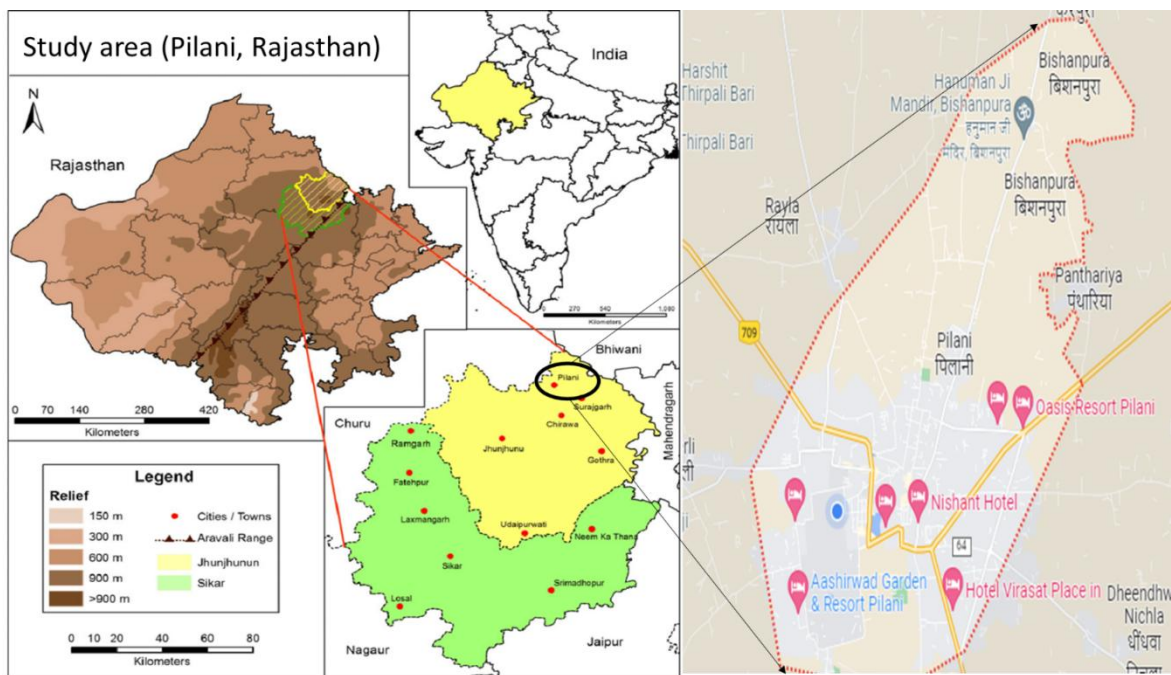 Study area (Pilani, Rajasthan)
N
Rajasthan
0 70 140 280 420
Kilometers
Legend
Relief
150 m
300 m
600 m
900 m
>900 m
Cities / Towns
Aravali Range
Jhunjhunun
Sikar
0 10 20 40 60 80
Kilometers
India
0 270 540 1,080
Kilometers
Bhiwani
Mahendragarh
Churu
Nagaur
Jaipur
Pilani
Surajgarh
Chirawa
Jhunjhunu
Gothra
Ramgarh
Fatehpur
Laxmangarh
Udaipurwati
Neem Ka Thana
Sikar
Srimadhopur
Losal
Harshit
Thirpali Bari
Thirpali Bari
Bishanpura
बिशनपुरा
Hanuman Ji
Mandir, Bishanpura
हनुमान जी
मंदिर, बिशनपुरा
Bishanpura
बिशनपुरा
Rayla
रायला
Panthariya
पंथारिया
709
Pilani
पिलानी
Oasis Resort Pilani
Nishant Hotel
64
Aashirwad Garden
& Resort Pilani
Hotel Virasat Place in
Dheendhw
Nichla
धींधवा